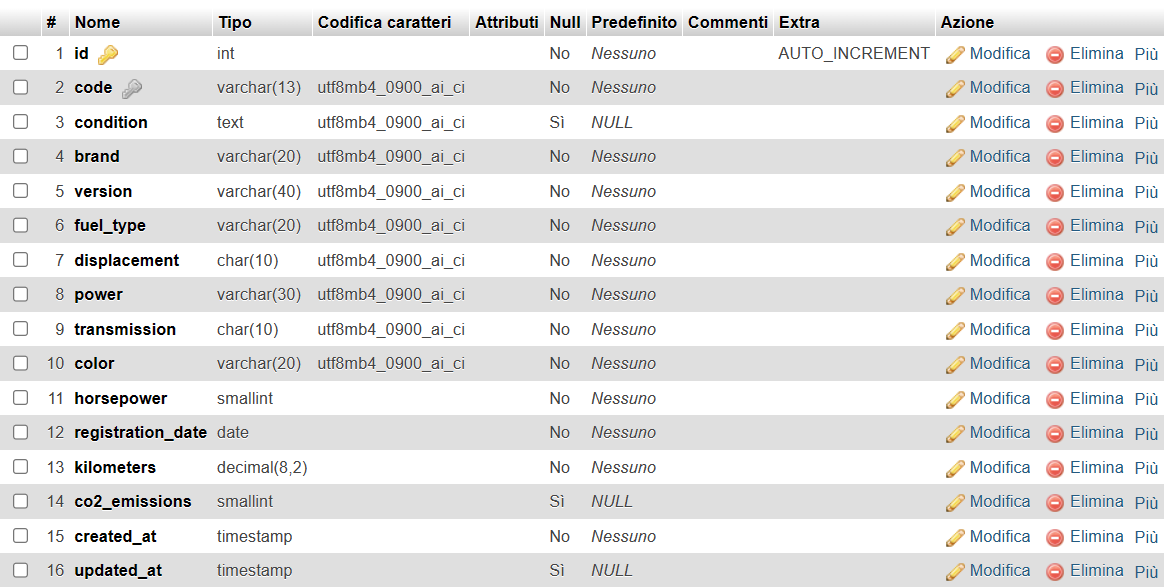 # Nome Tipo Codifica caratteri Attributi Null Predefinito Commenti Extra Azione
1 id int No Nessuno AUTO_INCREMENT Modifica Elimina Più
2 code varchar(13) utf8mb4_0900_ai_ci No Nessuno Modifica Elimina Più
3 condition text utf8mb4_0900_ai_ci Sì NULL Modifica Elimina Più
4 brand varchar(20) utf8mb4_0900_ai_ci No Nessuno Modifica Elimina Più
5 version varchar(40) utf8mb4_0900_ai_ci No Nessuno Modifica Elimina Più
6 fuel_type varchar(20) utf8mb4_0900_ai_ci No Nessuno Modifica Elimina Più
7 displacement char(10) utf8mb4_0900_ai_ci No Nessuno Modifica Elimina Più
8 power varchar(30) utf8mb4_0900_ai_ci No Nessuno Modifica Elimina Più
9 transmission char(10) utf8mb4_0900_ai_ci No Nessuno Modifica Elimina Più
10 color varchar(20) utf8mb4_0900_ai_ci No Nessuno Modifica Elimina Più
11 horsepower smallint No Nessuno Modifica Elimina Più
12 registration_date date No Nessuno Modifica Elimina Più
13 kilometers decimal(8,2) No Nessuno Modifica Elimina Più
14 co2_emissions smallint Sì NULL Modifica Elimina Più
15 created_at timestamp No Nessuno Modifica Elimina Più
16 updated_at timestamp Sì NULL Modifica Elimina Più